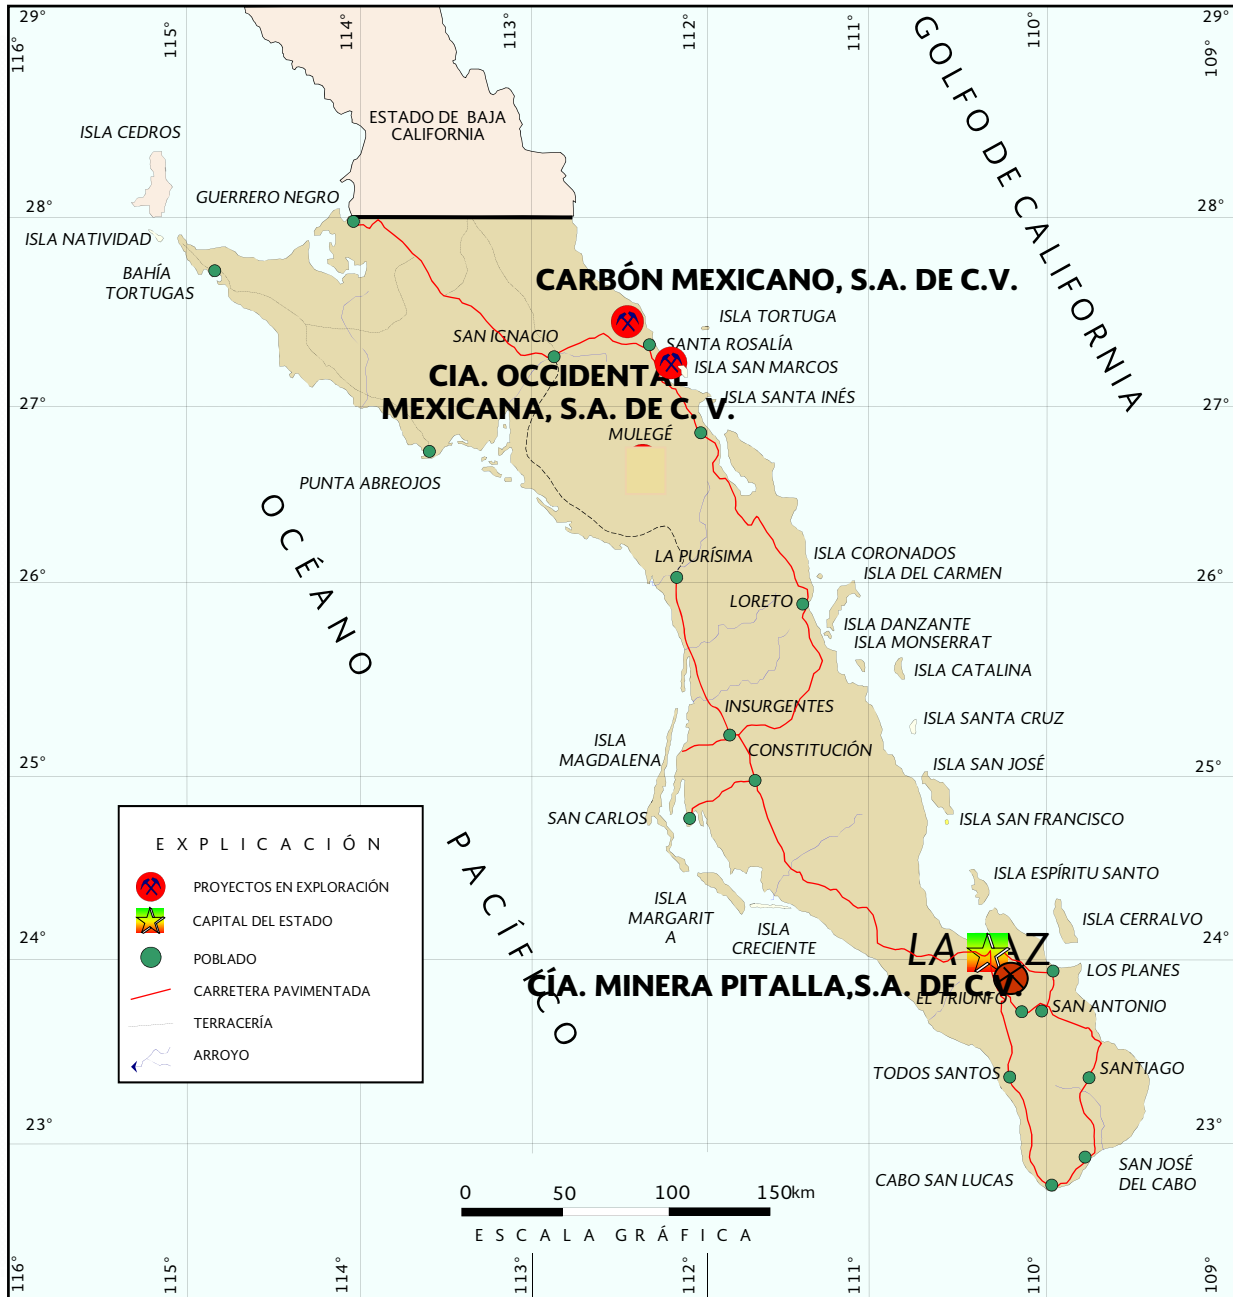 29°
116°
115°
114°
113°
112°
111°
110°
109°
29°
GOLFO DE CALIFORNIA
ESTADO DE BAJA
CALIFORNIA
ISLA CEDROS
GUERRERO NEGRO
28°
28°
ISLA NATIVIDAD
BAHÍA
TORTUGAS
CARBÓN MEXICANO, S.A. DE C.V.
ISLA TORTUGA
SAN IGNACIO
SANTA ROSALÍA
ISLA SAN MARCOS
CIA. OCCIDENTAL
MEXICANA, S.A. DE C. V.
ISLA SANTA INÉS
27°
27°
MULEGÉ
PUNTA ABREOJOS
OCÉANO
LA PURÍSIMA
ISLA CORONADOS
ISLA DEL CARMEN
26°
26°
LORETO
ISLA DANZANTE
ISLA MONSERRAT
ISLA CATALINA
INSURGENTES
ISLA SANTA CRUZ
ISLA
MAGDALENA
CONSTITUCIÓN
ISLA SAN JOSÉ
25°
25°
SAN CARLOS
ISLA SAN FRANCISCO
PACÍFICO
EXPLICACIÓN
PROYECTOS EN EXPLORACIÓN
CAPITAL DEL ESTADO
POBLADO
CARRETERA PAVIMENTADA
TERRACERÍA
ARROYO
ISLA ESPÍRITU SANTO
ISLA
MARGARIT
A
ISLA
CRECIENTE
ISLA CERRALVO
24°
24°
LA AZ
LOS PLANES
CÍA. MINERA PITALLA,S.A. DE C.V.
EL TRIUNFO
SAN ANTONIO
TODOS SANTOS
SANTIAGO
23°
23°
SAN JOSÉ
DEL CABO
CABO SAN LUCAS
0 50 100 150km
ESCALA GRÁFICA
116°
115°
114°
113°
112°
111°
110°
109°